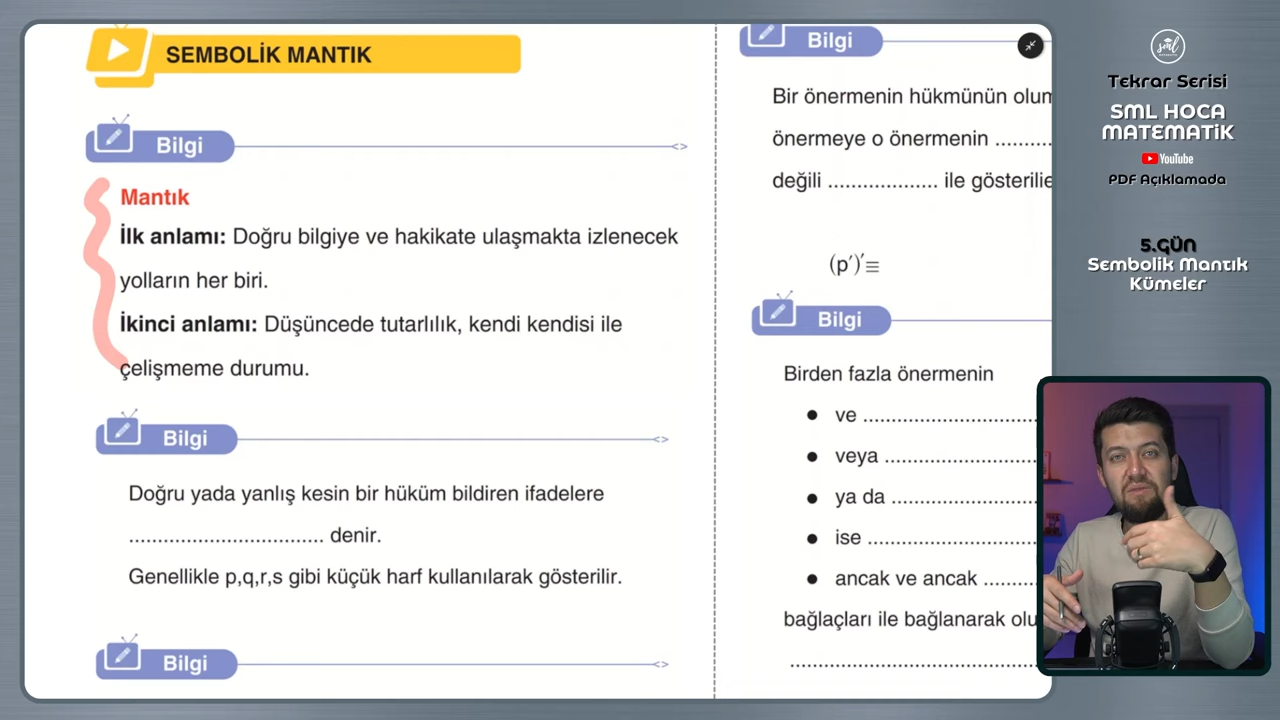 SEMBOLİK MANTIK
Bilgi
Mantık
İlk anlamı: Doğru bilgiye ve hakikate ulaşmakta izlenecek
yolların her biri.
İkinci anlamı: Düşüncede tutarlılık, kendi kendisi ile
çelişmeme durumu.
Bilgi
Doğru yada yanlış kesin bir hüküm bildiren ifadelere
.................................. denir.
Genellikle p,q,r,s gibi küçük harf kullanılarak gösterilir.
Bilgi
Bilgi
Bir önermenin hükmünün olum
önermeye o önermenin ..........
değili ................... ile gösterilie
(p′)′≡
Bilgi
Birden fazla önermenin
● ve ..............................
● veya ..........................
● ya da .........................
● ise .............................
● ancak ve ancak .........
bağlaçları ile bağlanarak olu
...........................................
sml
Tekrar Serisi
SML HOCA
MATEMATİK
YouTube
PDF Açıklamada
5.GÜN
Sembolik Mantık
Kümeler